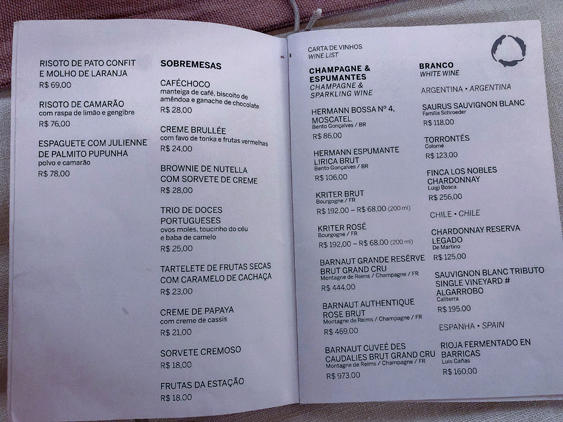 RISOTO DE PATO CONFIT
E MOLHO DE LARANJA
R$ 69,00
RISOTO DE CAMARÃO
com raspa de limão e gengibre
R$ 76,00
ESPAGUETE COM JULIENNE
DE PALMITO PUPUNHA
polvo e camarão
R$ 78,00
SOBREMESAS
CAFÉCHOCO
manteiga de café, biscoito de
amêndoa e ganache de chocolate
R$ 28,00
CREME BRULLÉE
com favo de tonka e frutas vermelhas
R$ 24,00
BROWNIE DE NUTELLA
COM SORVETE DE CREME
R$ 28,00
TRIO DE DOCES
PORTUGUESES
ovos moles, toucinho do céu
e baba de camelo
R$ 25,00
TARTELETE DE FRUTAS SECAS
COM CARAMELO DE CACHAÇA
R$ 23,00
CREME DE PAPAYA
com creme de cassis
R$ 21,00
SORVETE CREMOSO
R$ 18,00
FRUTAS DA ESTAÇÃO
R$ 18,00
CARTA DE VINHOS
WINE LIST
CHAMPAGNE &
ESPUMANTES
CHAMPAGNE &
SPARKLING WINE
HERMANN BOSSA Nº 4,
MOSCATEL
Bento Gonçalves / BR
R$ 86,00
HERMANN ESPUMANTE
LIRICA BRUT
Bento Gonçalves / BR
R$ 106,00
KRITER BRUT
Bourgogne / FR
R$ 192,00 – R$ 68,00 (200 ml)
KRITER ROSÉ
Bourgogne / FR
R$ 192,00 – R$ 68,00 (200 ml)
BARNAUT GRANDE RESÉRVE
BRUT GRAND CRU
Montagne de Reims / Champagne / FR
R$ 444,00
BARNAUT AUTHENTIQUE
ROSE BRUT
Montagne de Reims / Champagne / FR
R$ 469,00
BARNAUT CUVEÉ DES
CAUDALIES BRUT GRAND CRU
Montagne de Reims / Champagne / FR
R$ 973,00
BRANCO
WHITE WINE
ARGENTINA • ARGENTINA
SAURUS SAUVIGNON BLANC
Familia Schroeder
R$ 118,00
TORRONTÉS
Colomé
R$ 123,00
FINCA LOS NOBLES
CHARDONNAY
Luigi Bosca
R$ 256,00
CHILE • CHILE
CHARDONNAY RESERVA
LEGADO
De Martino
R$ 125,00
SAUVIGNON BLANC TRIBUTO
SINGLE VINEYARD #
ALGARROBO
Caliterra
R$ 195,00
ESPANHA • SPAIN
RIOJA FERMENTADO EN
BARRICAS
Luis Cañas
R$ 160,00